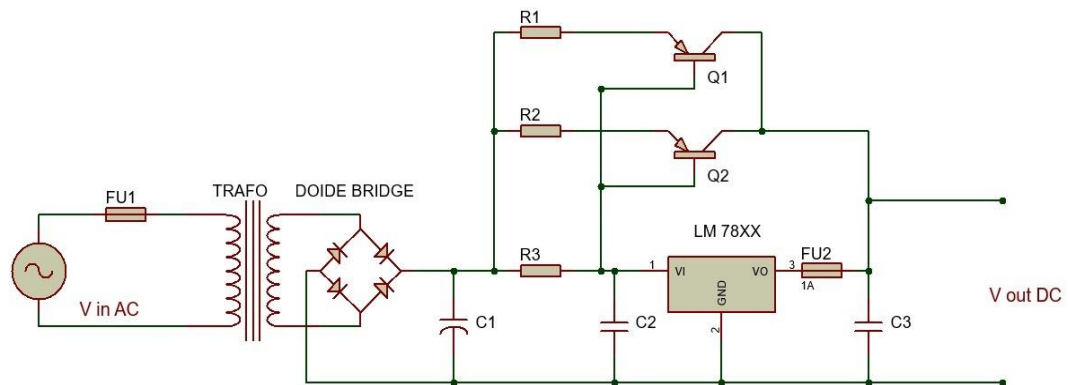 R1
Q1
R2
Q2
FU1
TRAFO
DOIDE BRIDGE
LM 78XX
R3
1
VI
VO
3
FU2
1A
GND
2
V in AC
C1
C2
C3
V out DC